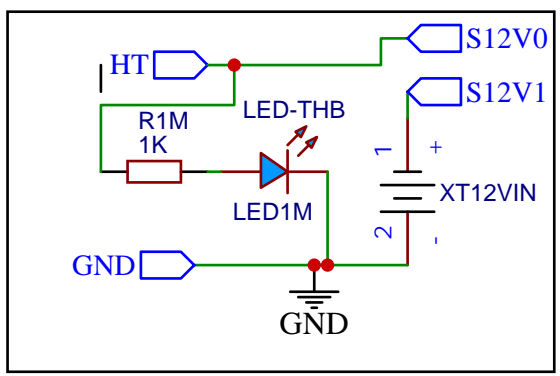 S12V0
HT
S12V1
R1M
1K
LED-THB
1
+
XT12VIN
LED1M
2
-
GND
GND